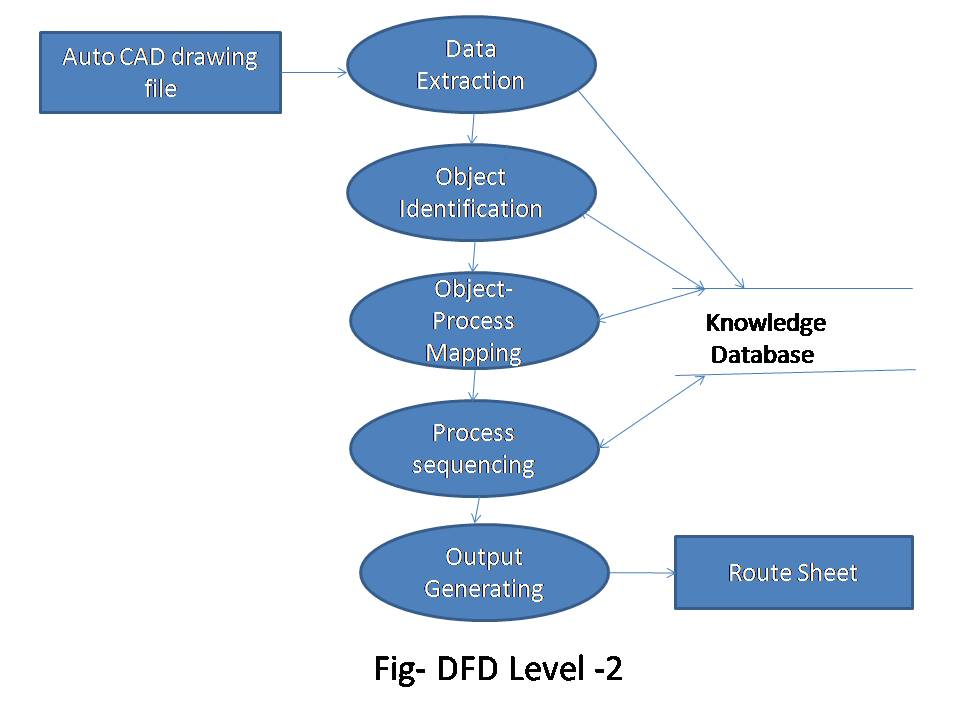 Auto CAD drawing
file
Data
Extraction
Object
Identification
Object-
Process
Mapping
Knowledge
Database
Process
sequencing
Output
Generating
Route Sheet
Fig- DFD Level -2